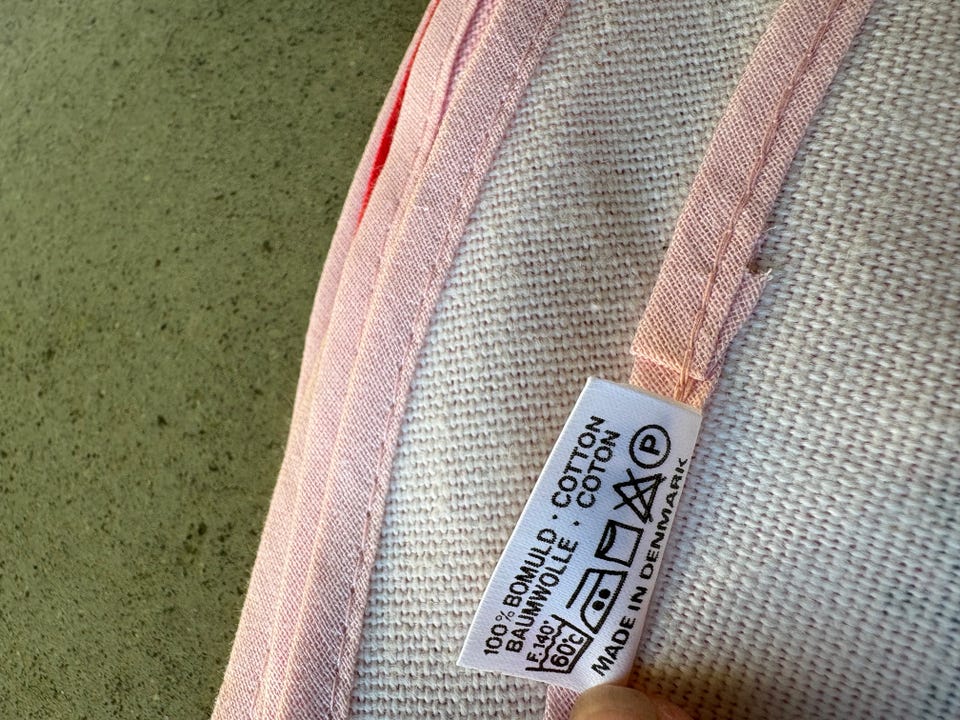 100% BOMULD · COTTON
BAUMWOLLE · COTON
F. 140°
60°C
P
MADE IN DENMARK